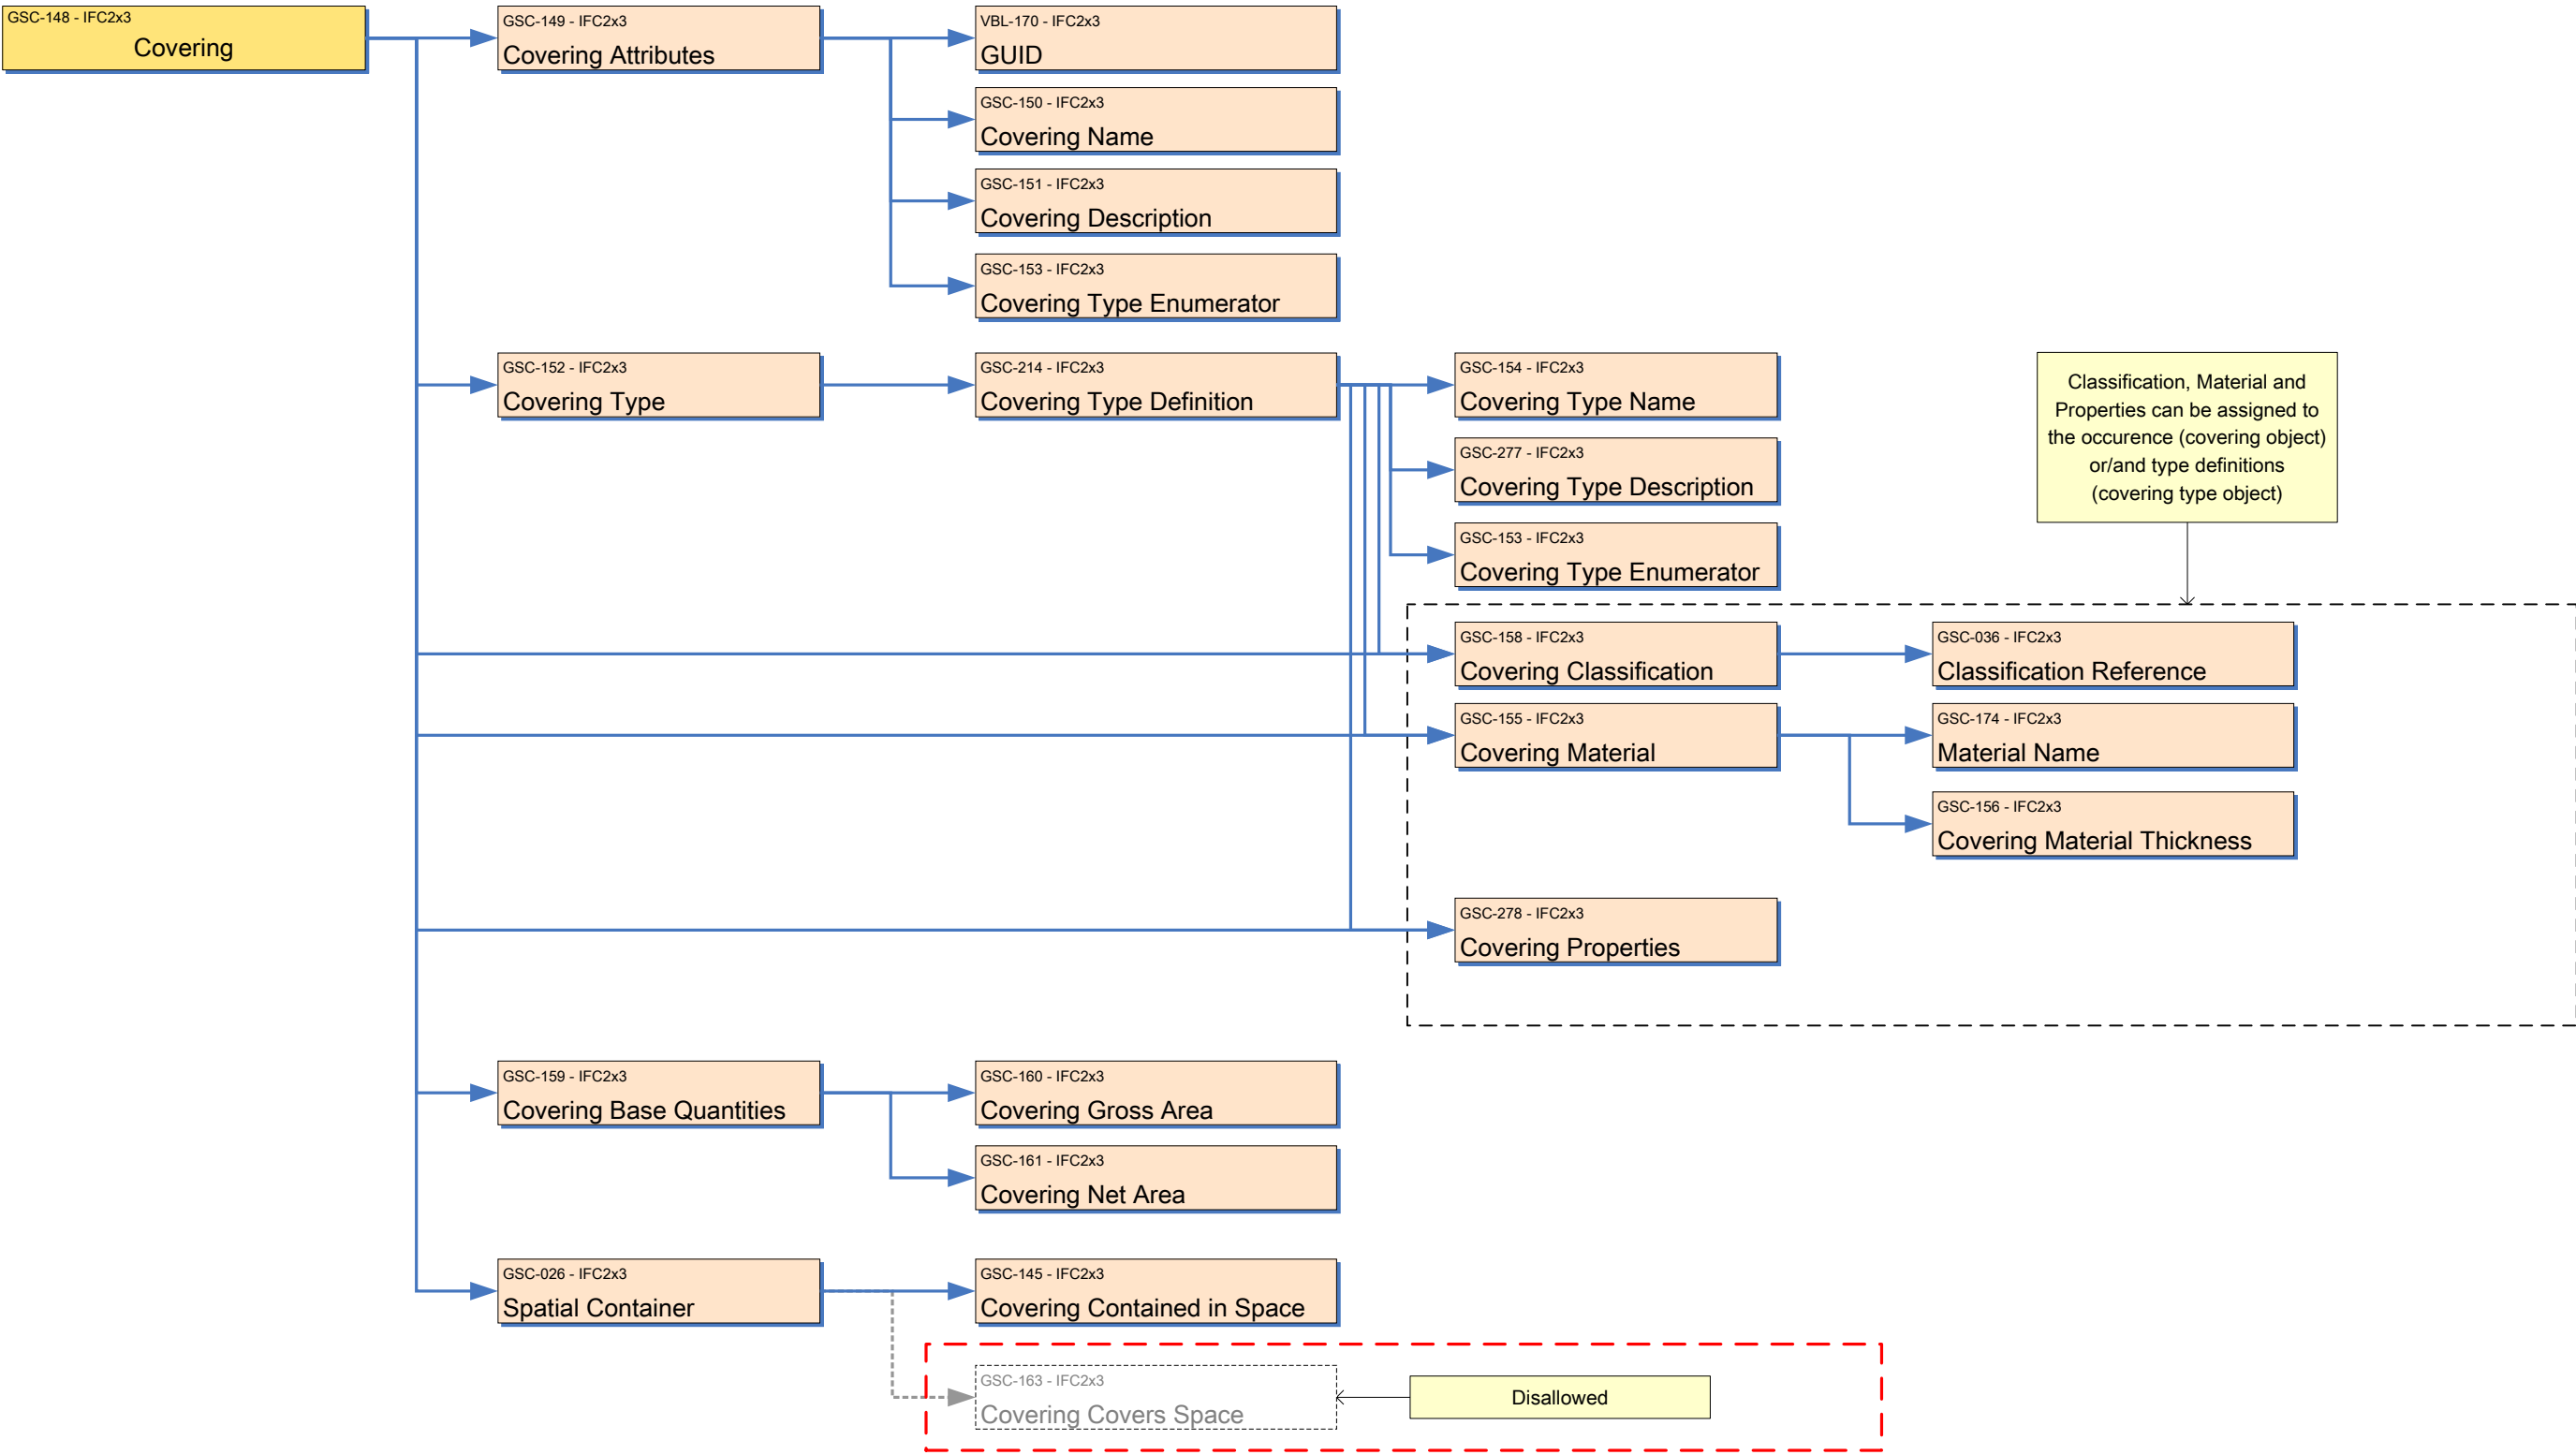 GSC-148 - IFC2x3
Covering
GSC-149 - IFC2x3
Covering Attributes
VBL-170 - IFC2x3
GUID
GSC-150 - IFC2x3
Covering Name
GSC-151 - IFC2x3
Covering Description
GSC-153 - IFC2x3
Covering Type Enumerator
GSC-152 - IFC2x3
Covering Type
GSC-214 - IFC2x3
Covering Type Definition
GSC-154 - IFC2x3
Covering Type Name
GSC-277 - IFC2x3
Covering Type Description
GSC-153 - IFC2x3
Covering Type Enumerator
Classification, Material and
Properties can be assigned to
the occurence (covering object)
or/and type definitions
(covering type object)
GSC-158 - IFC2x3
Covering Classification
GSC-036 - IFC2x3
Classification Reference
GSC-155 - IFC2x3
Covering Material
GSC-174 - IFC2x3
Material Name
GSC-156 - IFC2x3
Covering Material Thickness
GSC-278 - IFC2x3
Covering Properties
GSC-159 - IFC2x3
Covering Base Quantities
GSC-160 - IFC2x3
Covering Gross Area
GSC-161 - IFC2x3
Covering Net Area
GSC-026 - IFC2x3
Spatial Container
GSC-145 - IFC2x3
Covering Contained in Space
GSC-163 - IFC2x3
Covering Covers Space
Disallowed